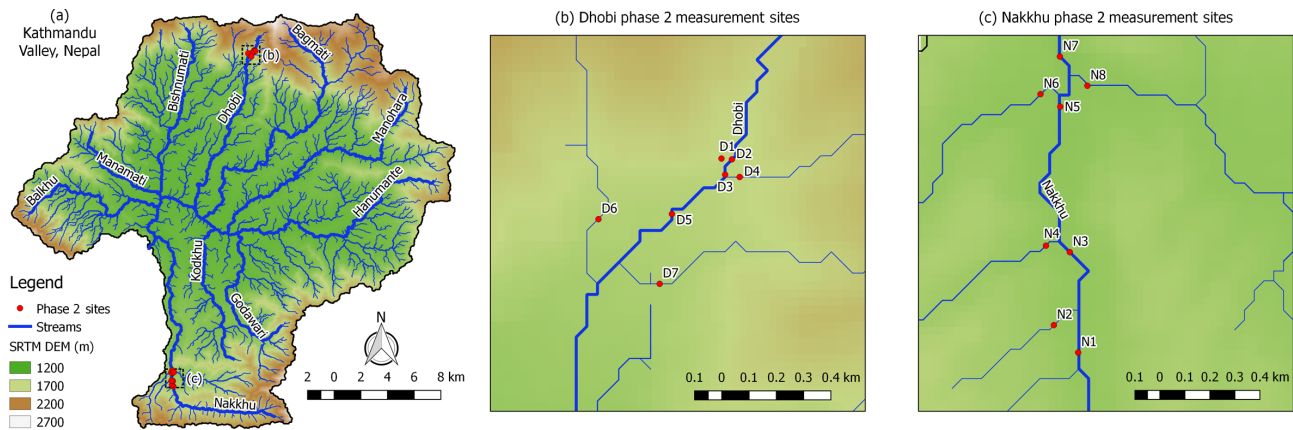 (a)
Kathmandu
Valley, Nepal
Bishnumati
Dhobi
Bagmati
(b)
Manohara
Manamati
Balkhu
Hanumante
Kodkhu
Godawari
(c)
Nakkhu
Legend
Phase 2 sites
Streams
SRTM DEM (m)
1200
1700
2200
2700
N
2 0 2 4 6 8 km
(b) Dhobi phase 2 measurement sites
Dhobi
D1
D2
D3
D4
D5
D6
D7
0.1 0 0.1 0.2 0.3 0.4 km
(c) Nakkhu phase 2 measurement sites
N7
N8
N6
N5
Nakkhu
N4
N3
N2
N1
0.1 0 0.1 0.2 0.3 0.4 km